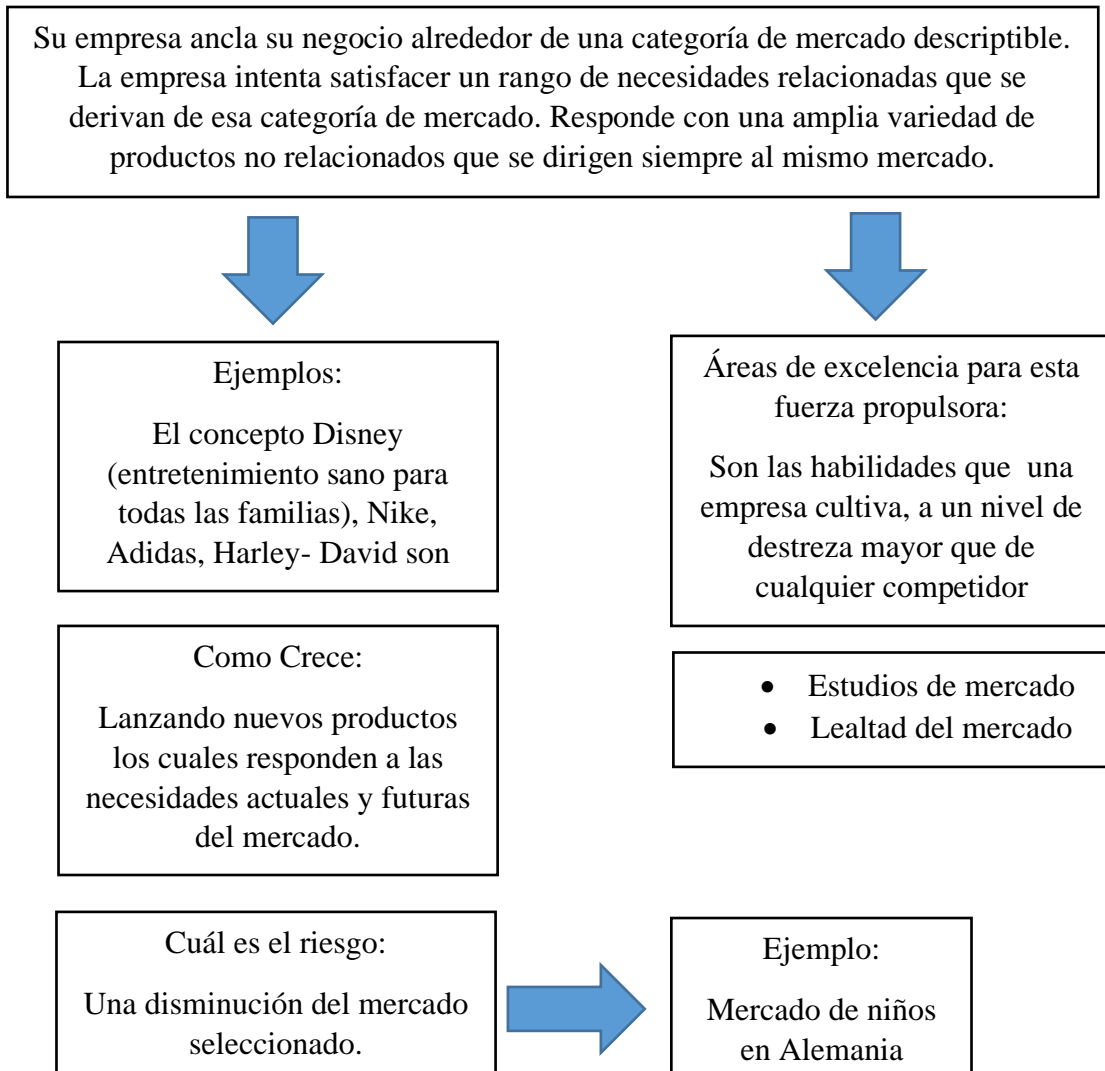 Su empresa ancla su negocio alrededor de una categoría de mercado descriptible.
La empresa intenta satisfacer un rango de necesidades relacionadas que se
derivan de esa categoría de mercado. Responde con una amplia variedad de
productos no relacionados que se dirigen siempre al mismo mercado.
Ejemplos:
El concepto Disney
(entretenimiento sano para
todas las familias), Nike,
Adidas, Harley- David son
Áreas de excelencia para esta
fuerza propulsora:
Son las habilidades que  una
empresa cultiva, a un nivel de
destreza mayor que de
cualquier competidor
Como Crece:
Lanzando nuevos productos
los cuales responden a las
necesidades actuales y futuras
del mercado.
• Estudios de mercado
• Lealtad del mercado
Cuál es el riesgo:
Una disminución del mercado
seleccionado.
Ejemplo:
Mercado de niños
en Alemania